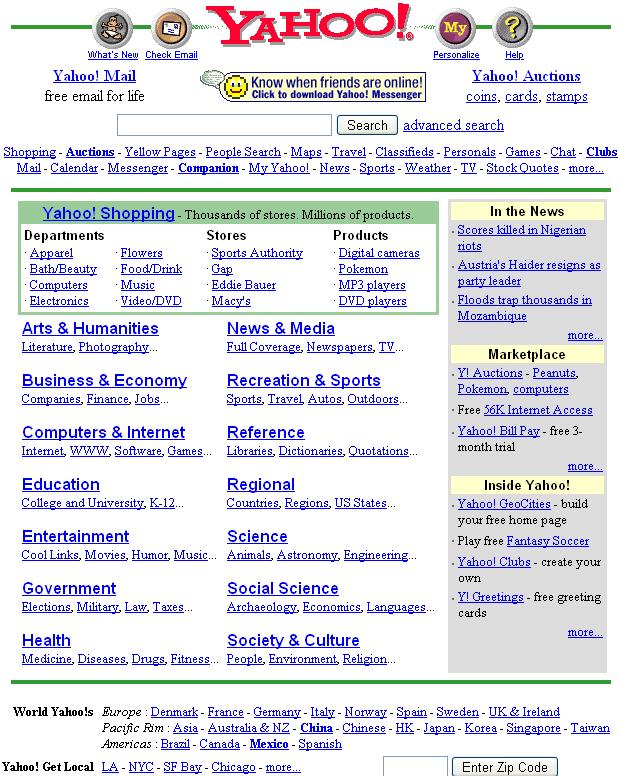 YAHOO!
My
?
What's New Check Email Personalize Help
Yahoo! Mail
free email for life
Know when friends are online!
Click to download Yahoo! Messenger
Yahoo! Auctions
coins, cards, stamps
Search advanced search
Shopping - Auctions - Yellow Pages - People Search - Maps - Travel - Classifieds - Personals - Games - Chat - Clubs
Mail - Calendar - Messenger - Companion - My Yahoo! - News - Sports - Weather - TV - Stock Quotes - more...
Yahoo! Shopping - Thousands of stores. Millions of products.
Departments Stores Products
· Apparel · Flowers · Sports Authority · Digital cameras
· Bath/Beauty · Food/Drink · Gap · Pokemon
· Computers · Music · Eddie Bauer · MP3 players
· Electronics · Video/DVD · Macy's · DVD players
Arts & Humanities
Literature, Photography...
News & Media
Full Coverage, Newspapers, TV...
Business & Economy
Companies, Finance, Jobs...
Recreation & Sports
Sports, Travel, Autos, Outdoors...
Computers & Internet
Internet, WWW, Software, Games...
Reference
Libraries, Dictionaries, Quotations...
Education
College and University, K-12...
Regional
Countries, Regions, US States...
Entertainment
Cool Links, Movies, Humor, Music...
Science
Animals, Astronomy, Engineering...
Government
Elections, Military, Law, Taxes...
Social Science
Archaeology, Economics, Languages...
Health
Medicine, Diseases, Drugs, Fitness...
Society & Culture
People, Environment, Religion...
In the News
· Scores killed in Nigerian
riots
· Austria's Haider resigns as
party leader
· Floods trap thousands in
Mozambique
more...
Marketplace
· Y! Auctions - Peanuts,
Pokemon, computers
· Free 56K Internet Access
· Yahoo! Bill Pay - free 3-
month trial
more...
Inside Yahoo!
· Yahoo! GeoCities - build
your free home page
· Play free Fantasy Soccer
· Yahoo! Clubs - create your
own
· Y! Greetings - free greeting
cards
more...
World Yahoo!s Europe : Denmark - France - Germany - Italy - Norway - Spain - Sweden - UK & Ireland
Pacific Rim : Asia - Australia & NZ - China - Chinese - HK - Japan - Korea - Singapore - Taiwan
Americas : Brazil - Canada - Mexico - Spanish
Yahoo! Get Local LA - NYC - SF Bay - Chicago - more... Enter Zip Code